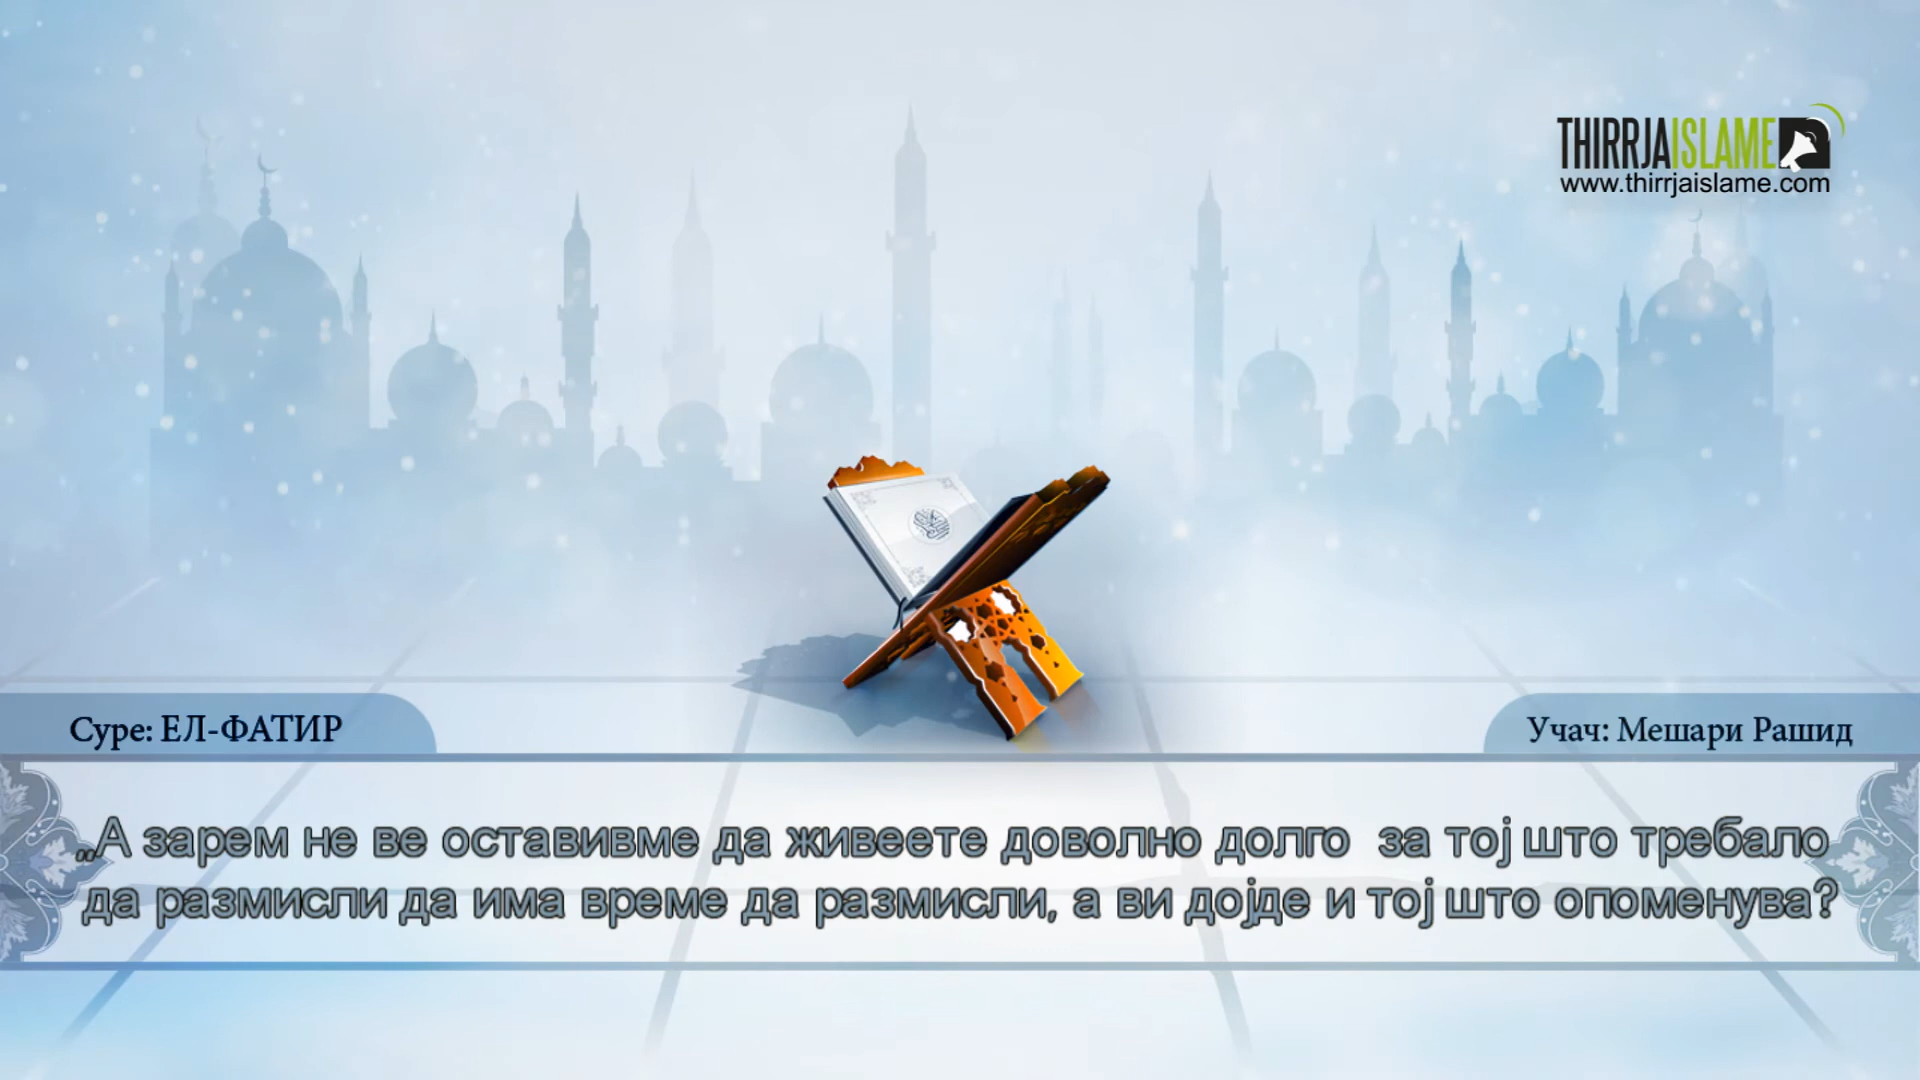 THIRRJAISLAME
www.thirrjaislame.com
Суре: ЕЛ-ФАТИР
Учач: Мешари Рашид
„А зарем не ве оставивме да живеете доволно долго за тој што требало
да размисли да има време да размисли, а ви дојде и тој што опоменува?